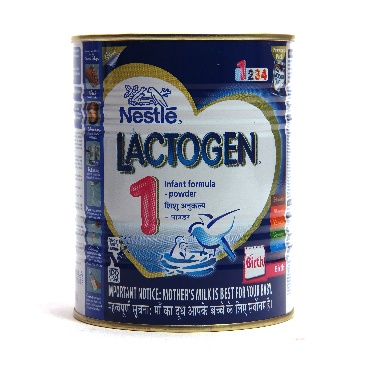 1234
Nestlé
LACTOGEN
1
Infant formula
- powder
शिशु अनुकल्प
- पावडर
Birth
IMPORTANT NOTICE: MOTHER'S MILK IS BEST FOR YOUR BABY.
महत्वपूर्ण सूचना: माँ का दूध आपके बच्चे के लिए सर्वोत्तम है।